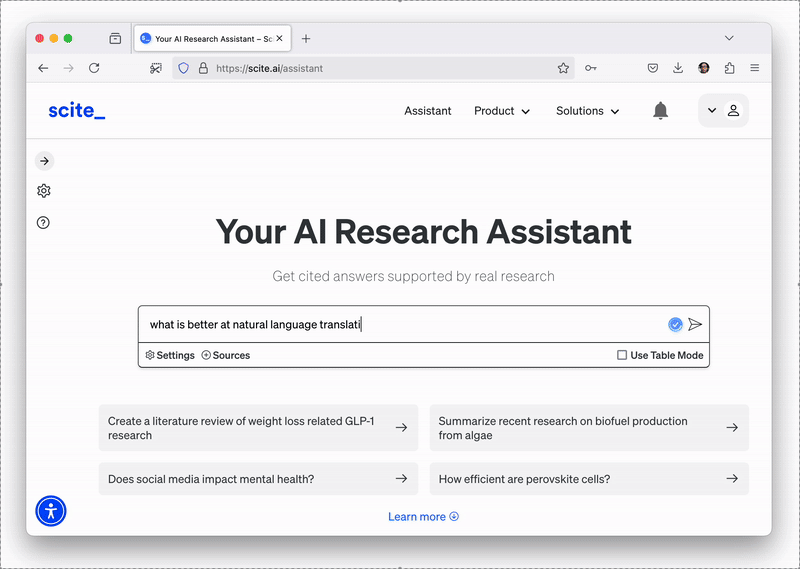 Your AI Research Assistant – Sc
https://scite.ai/assistant
scite_
Assistant Product Solutions
Your AI Research Assistant
Get cited answers supported by real research
what is better at natural language translati
Settings Sources Use Table Mode
Create a literature review of weight loss related GLP-1
research
Summarize recent research on biofuel production
from algae
Does social media impact mental health?
How efficient are perovskite cells?
Learn more